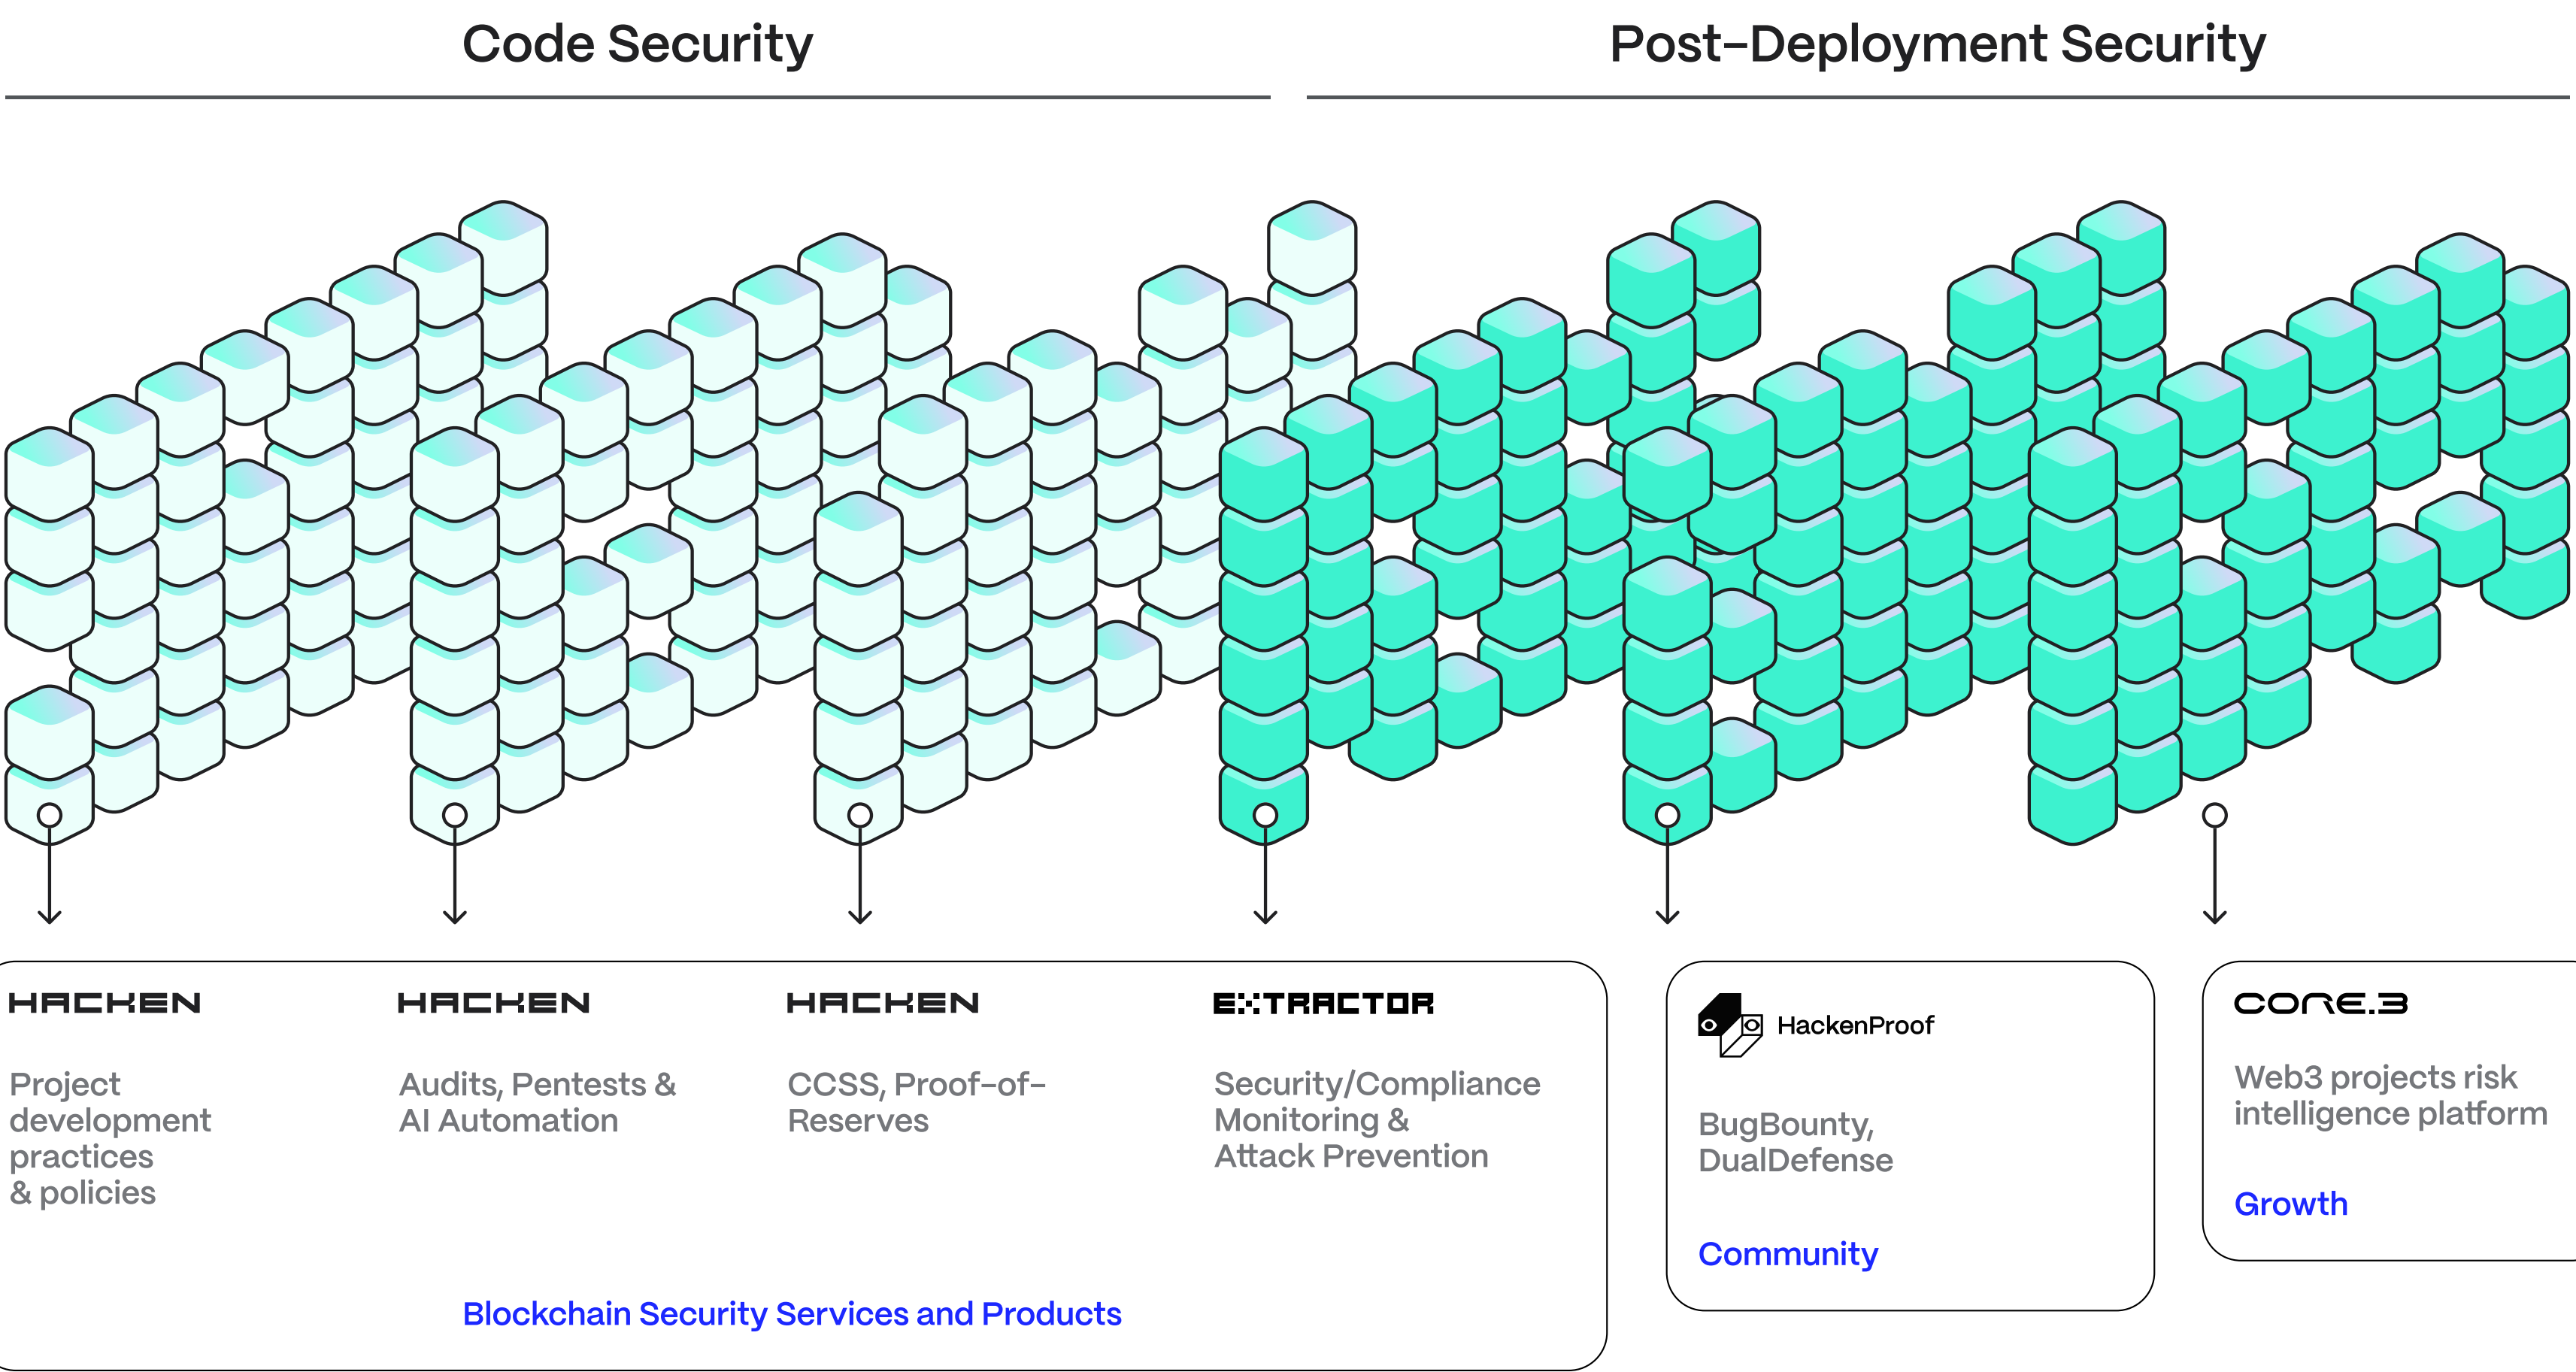 Code Security
Post-Deployment Security
HACKEN
Project
development
practices
& policies
HACKEN
Audits, Pentests &
AI Automation
HACKEN
CCSS, Proof-of-
Reserves
EXTRACTOR
Security/Compliance
Monitoring &
Attack Prevention
Blockchain Security Services and Products
HackenProof
BugBounty,
DualDefense
Community
CORE.3
Web3 projects risk
intelligence platform
Growth